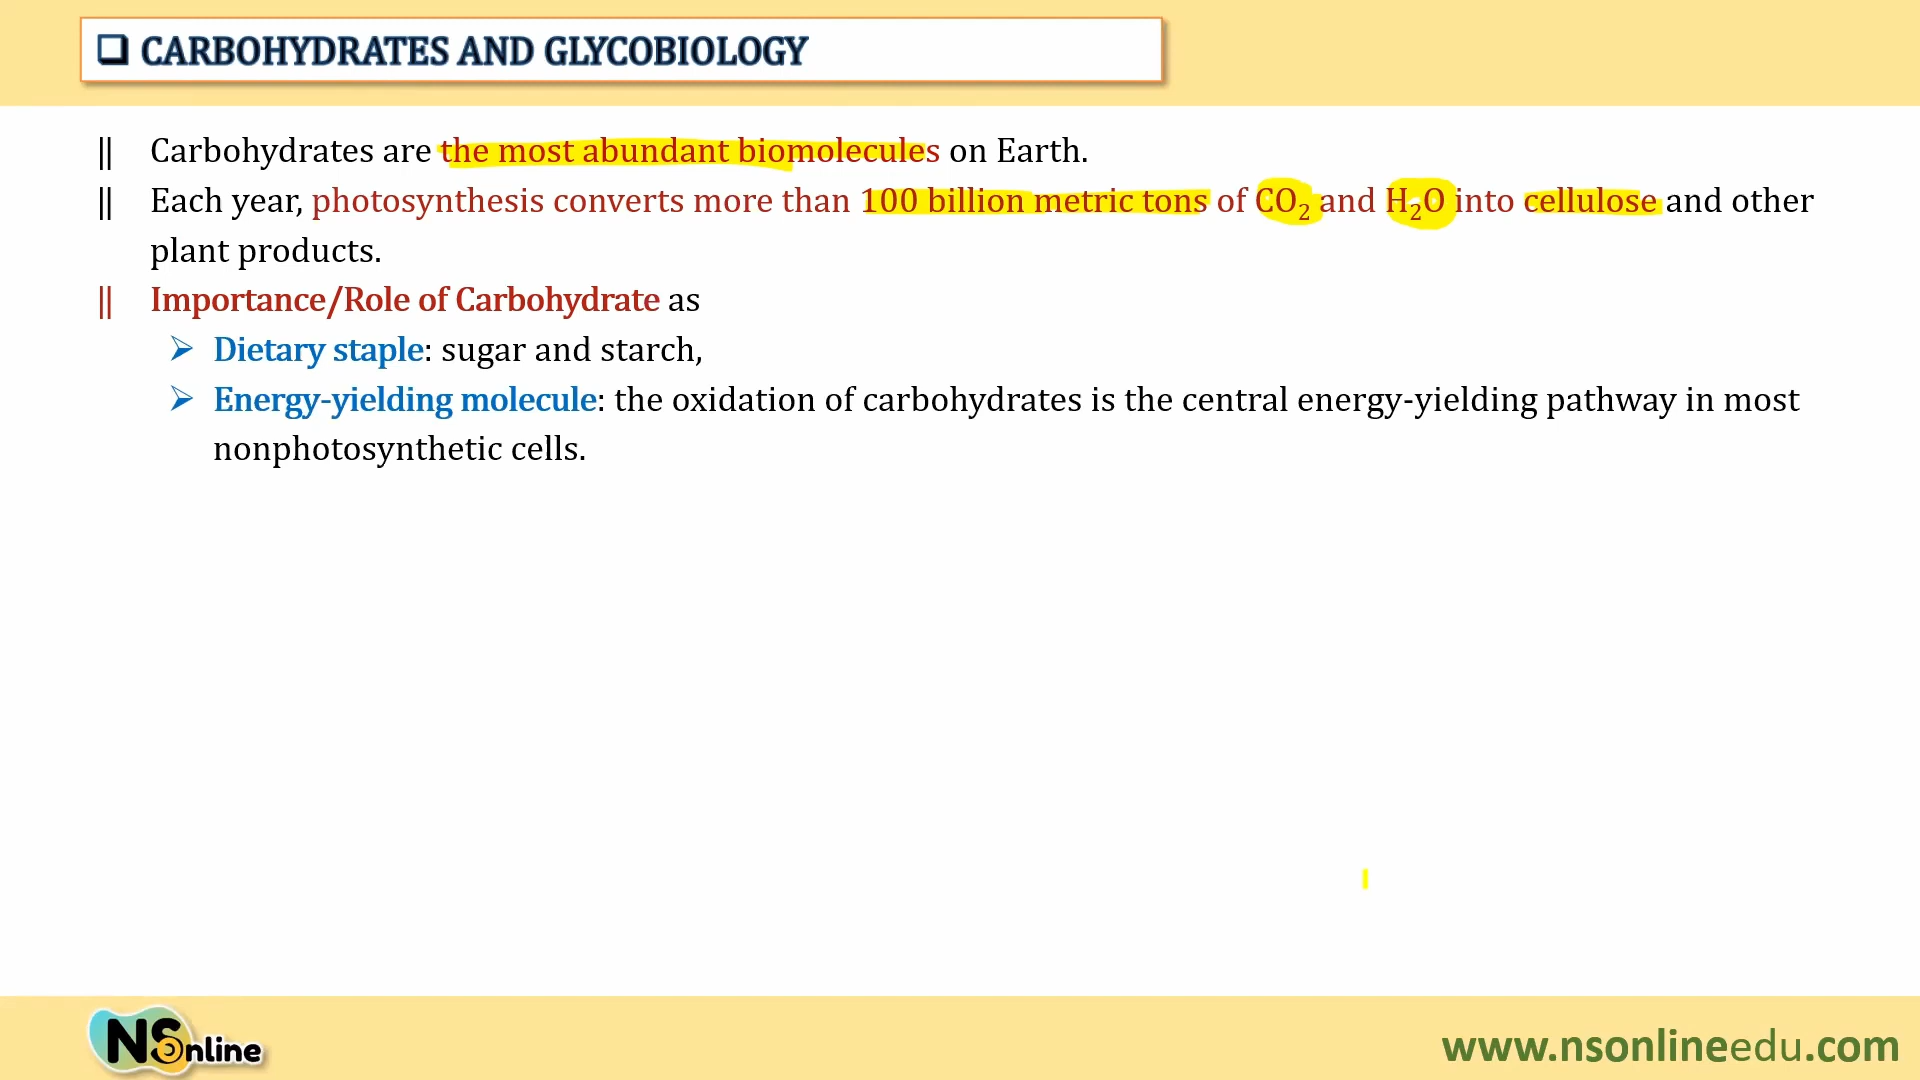 ❑ CARBOHYDRATES AND GLYCOBIOLOGY
|| Carbohydrates are the most abundant biomolecules on Earth.
|| Each year, photosynthesis converts more than 100 billion metric tons of CO₂ and H₂O into cellulose and other
plant products.
|| Importance/Role of Carbohydrate as
➢ Dietary staple: sugar and starch,
➢ Energy-yielding molecule: the oxidation of carbohydrates is the central energy-yielding pathway in most
nonphotosynthetic cells.
NSOnline
www.nsonlineedu.com